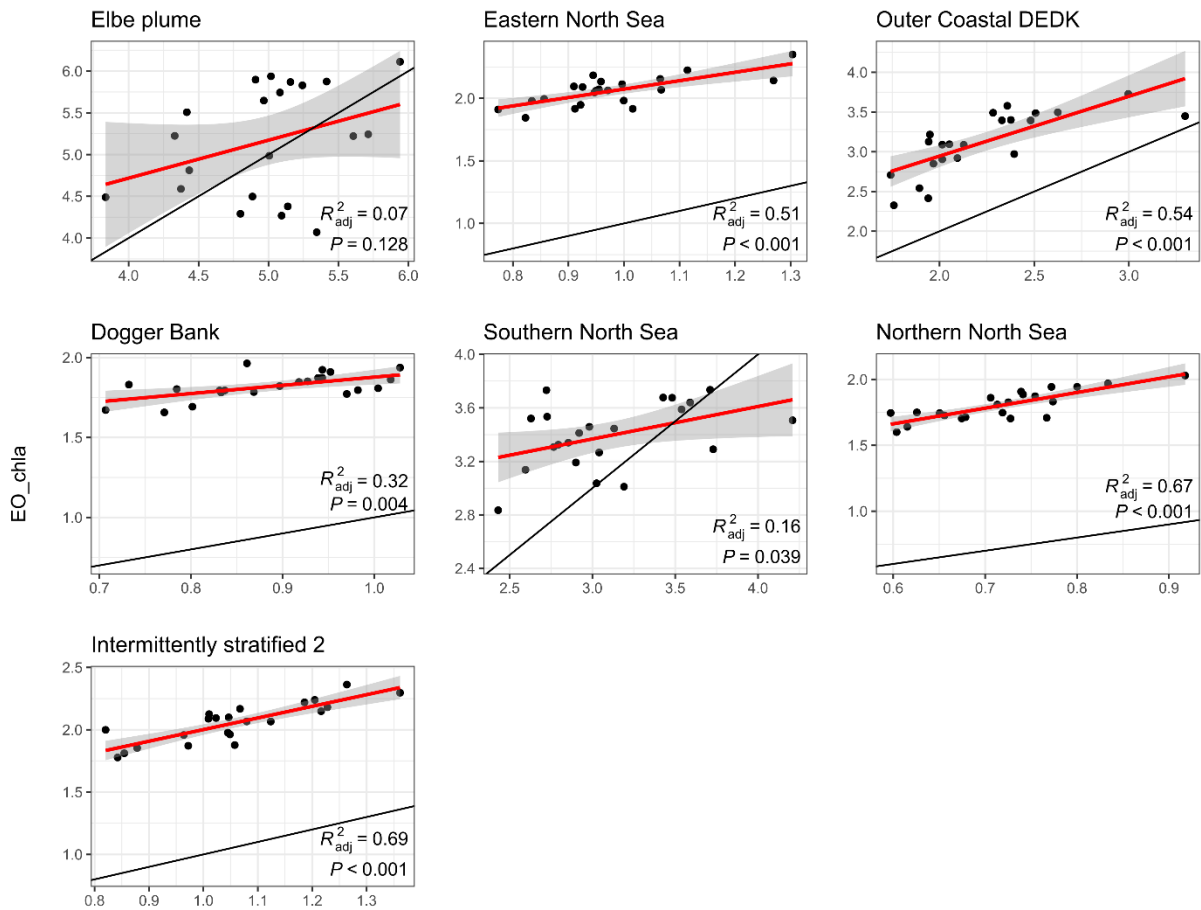 Elbe plume
6.0
5.5
5.0
4.5
4.0
R²adj = 0.07
P = 0.128
4.0 4.5 5.0 5.5 6.0
Eastern North Sea
2.5
2.0
1.5
1.0
R²adj = 0.51
P < 0.001
0.8 0.9 1.0 1.1 1.2 1.3
Outer Coastal DEDK
4.0
3.5
3.0
2.5
2.0
R²adj = 0.54
P < 0.001
2.0 2.5 3.0
Dogger Bank
2.0
1.5
1.0
R²adj = 0.32
P = 0.004
0.7 0.8 0.9 1.0
Southern North Sea
4.0
3.6
3.2
2.8
2.4
R²adj = 0.16
P = 0.039
2.5 3.0 3.5 4.0
Northern North Sea
2.0
1.5
1.0
R²adj = 0.67
P < 0.001
0.6 0.7 0.8 0.9
EO_chla
Intermittently stratified 2
2.5
2.0
1.5
1.0
R²adj = 0.69
P < 0.001
0.8 0.9 1.0 1.1 1.2 1.3